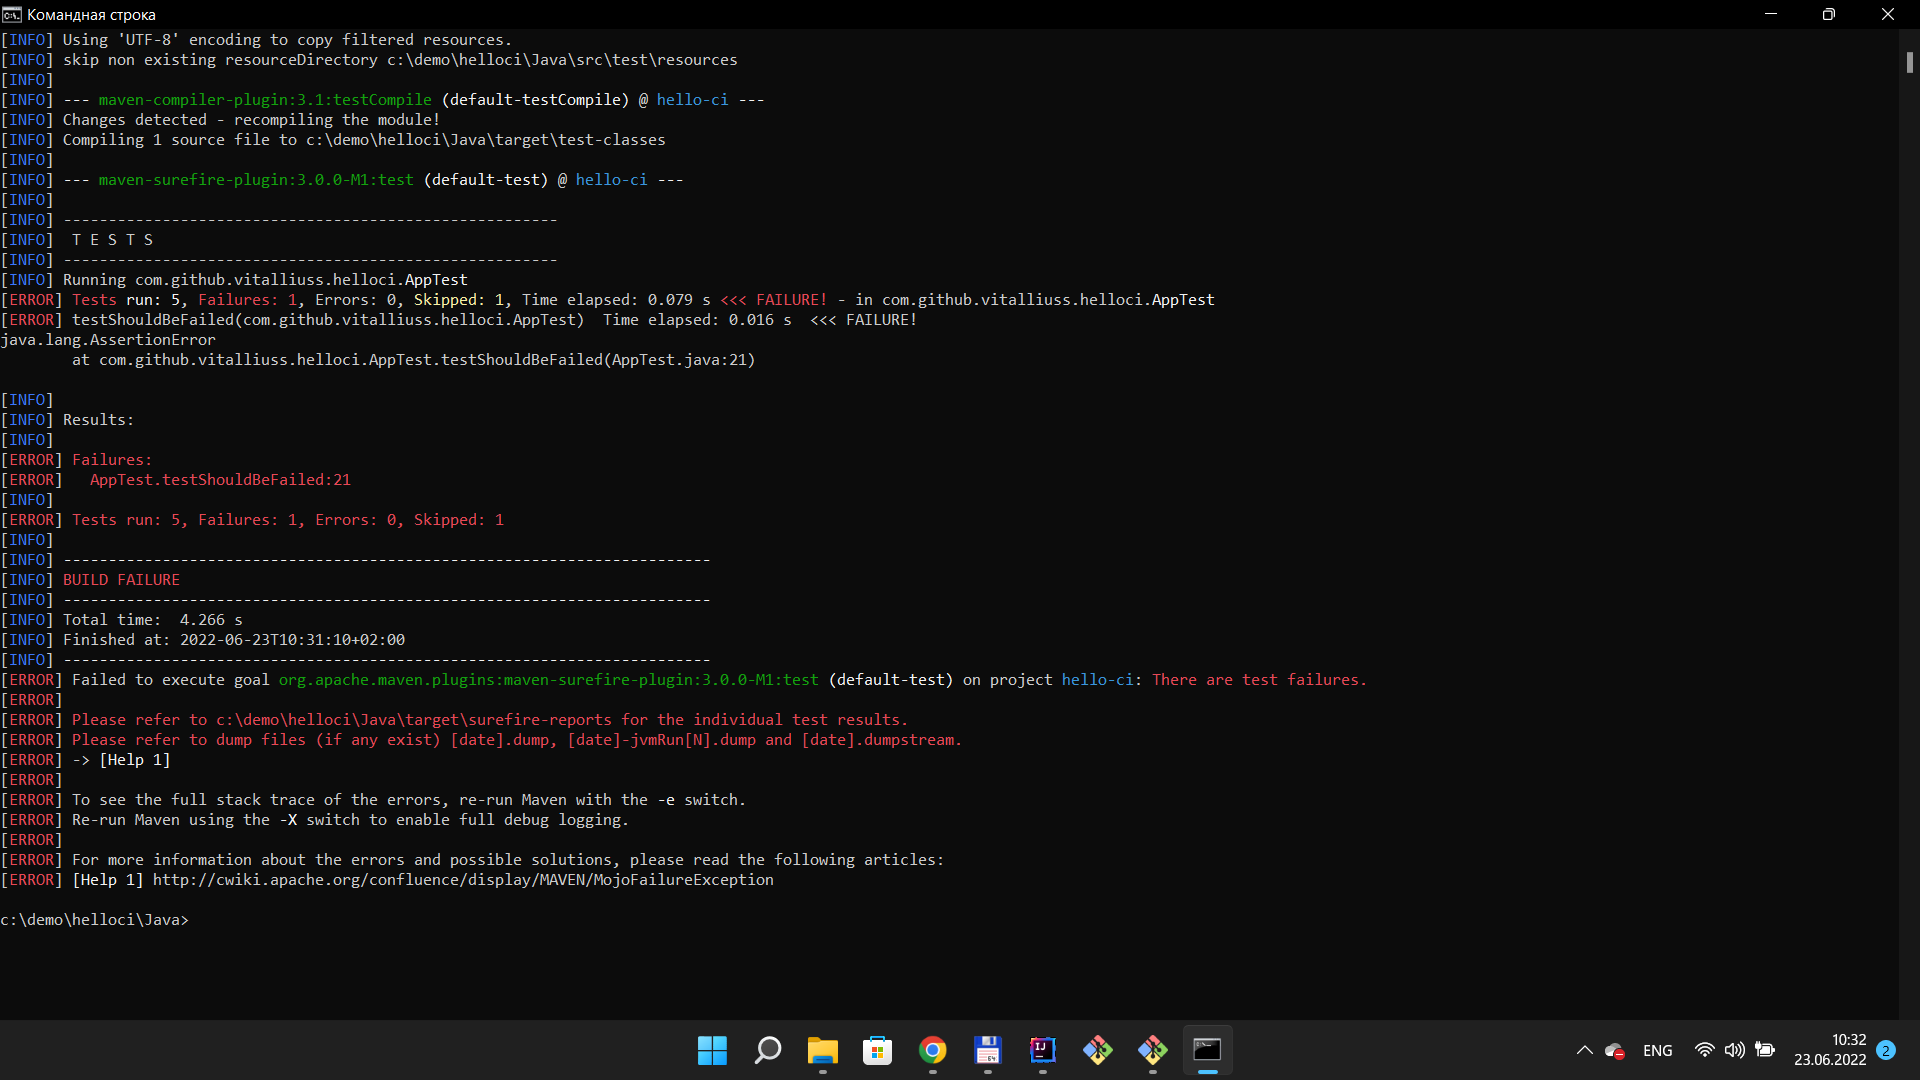 Командная строка
[INFO] Using 'UTF-8' encoding to copy filtered resources.
[INFO] skip non existing resourceDirectory c:\demo\helloci\Java\src\test\resources
[INFO]
[INFO] --- maven-compiler-plugin:3.1:testCompile (default-testCompile) @ hello-ci ---
[INFO] Changes detected - recompiling the module!
[INFO] Compiling 1 source file to c:\demo\helloci\Java\target\test-classes
[INFO]
[INFO] --- maven-surefire-plugin:3.0.0-M1:test (default-test) @ hello-ci ---
[INFO]
[INFO] -------------------------------------------------------
[INFO]  T E S T S
[INFO] -------------------------------------------------------
[INFO] Running com.github.vitalliuss.helloci.AppTest
[ERROR] Tests run: 5, Failures: 1, Errors: 0, Skipped: 1, Time elapsed: 0.079 s <<< FAILURE! - in com.github.vitalliuss.helloci.AppTest
[ERROR] testShouldBeFailed(com.github.vitalliuss.helloci.AppTest)  Time elapsed: 0.016 s  <<< FAILURE!
java.lang.AssertionError
at com.github.vitalliuss.helloci.AppTest.testShouldBeFailed(AppTest.java:21)
[INFO]
[INFO] Results:
[INFO]
[ERROR] Failures:
[ERROR]   AppTest.testShouldBeFailed:21
[INFO]
[ERROR] Tests run: 5, Failures: 1, Errors: 0, Skipped: 1
[INFO]
[INFO] ------------------------------------------------------------------------
[INFO] BUILD FAILURE
[INFO] ------------------------------------------------------------------------
[INFO] Total time:  4.266 s
[INFO] Finished at: 2022-06-23T10:31:10+02:00
[INFO] ------------------------------------------------------------------------
[ERROR] Failed to execute goal org.apache.maven.plugins:maven-surefire-plugin:3.0.0-M1:test (default-test) on project hello-ci: There are test failures.
[ERROR]
[ERROR] Please refer to c:\demo\helloci\Java\target\surefire-reports for the individual test results.
[ERROR] Please refer to dump files (if any exist) [date].dump, [date]-jvmRun[N].dump and [date].dumpstream.
[ERROR] -> [Help 1]
[ERROR]
[ERROR] To see the full stack trace of the errors, re-run Maven with the -e switch.
[ERROR] Re-run Maven using the -X switch to enable full debug logging.
[ERROR]
[ERROR] For more information about the errors and possible solutions, please read the following articles:
[ERROR] [Help 1] http://cwiki.apache.org/confluence/display/MAVEN/MojoFailureException
c:\demo\helloci\Java>
ENG
10:32
23.06.2022
2